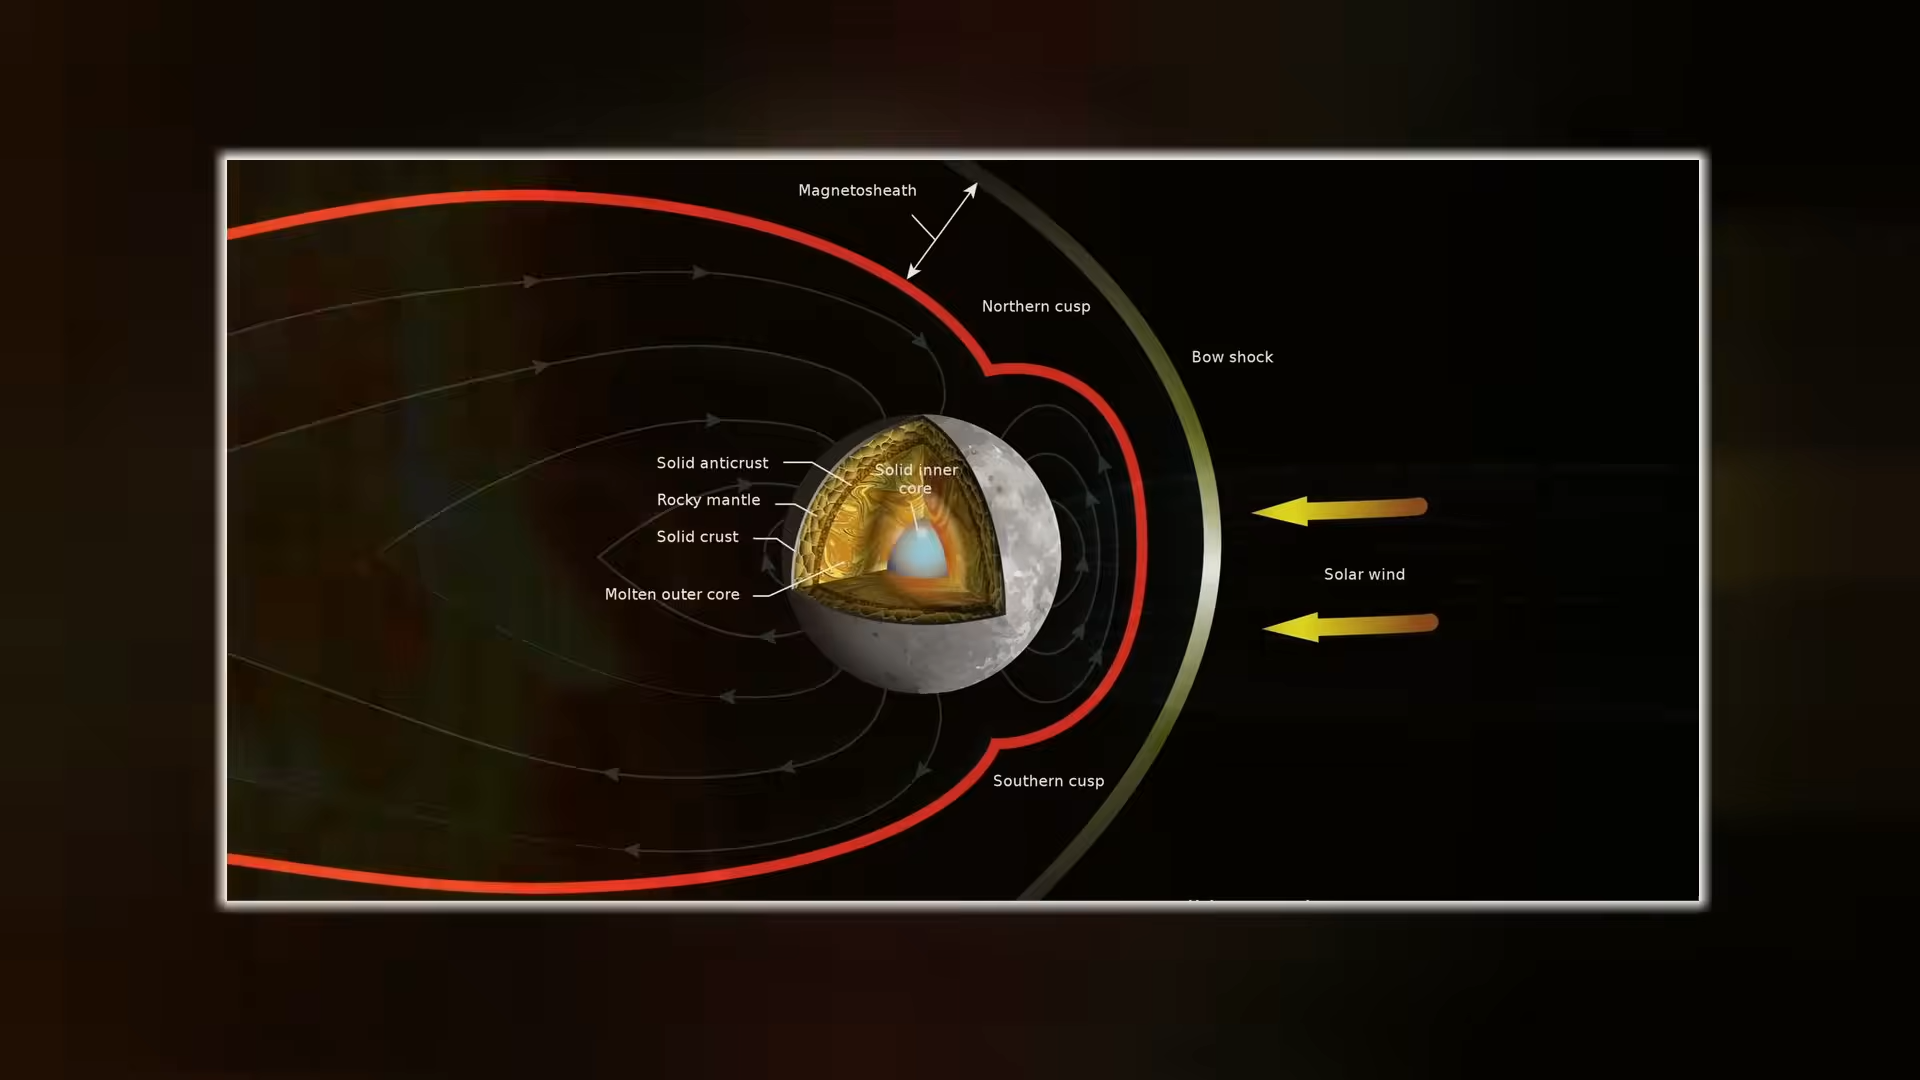 Magnetosheath
Northern cusp
Bow shock
Solid anticrust
Solid inner
core
Rocky mantle
Solid crust
Solar wind
Molten outer core
Southern cusp